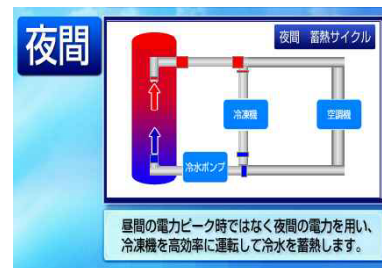 夜間
夜間 蓄熱サイクル
冷凍機
空調機
冷水ポンプ
昼間の電力ピーク時ではなく夜間の電力を用い、
冷凍機を高効率に運転して冷水を蓄熱します。